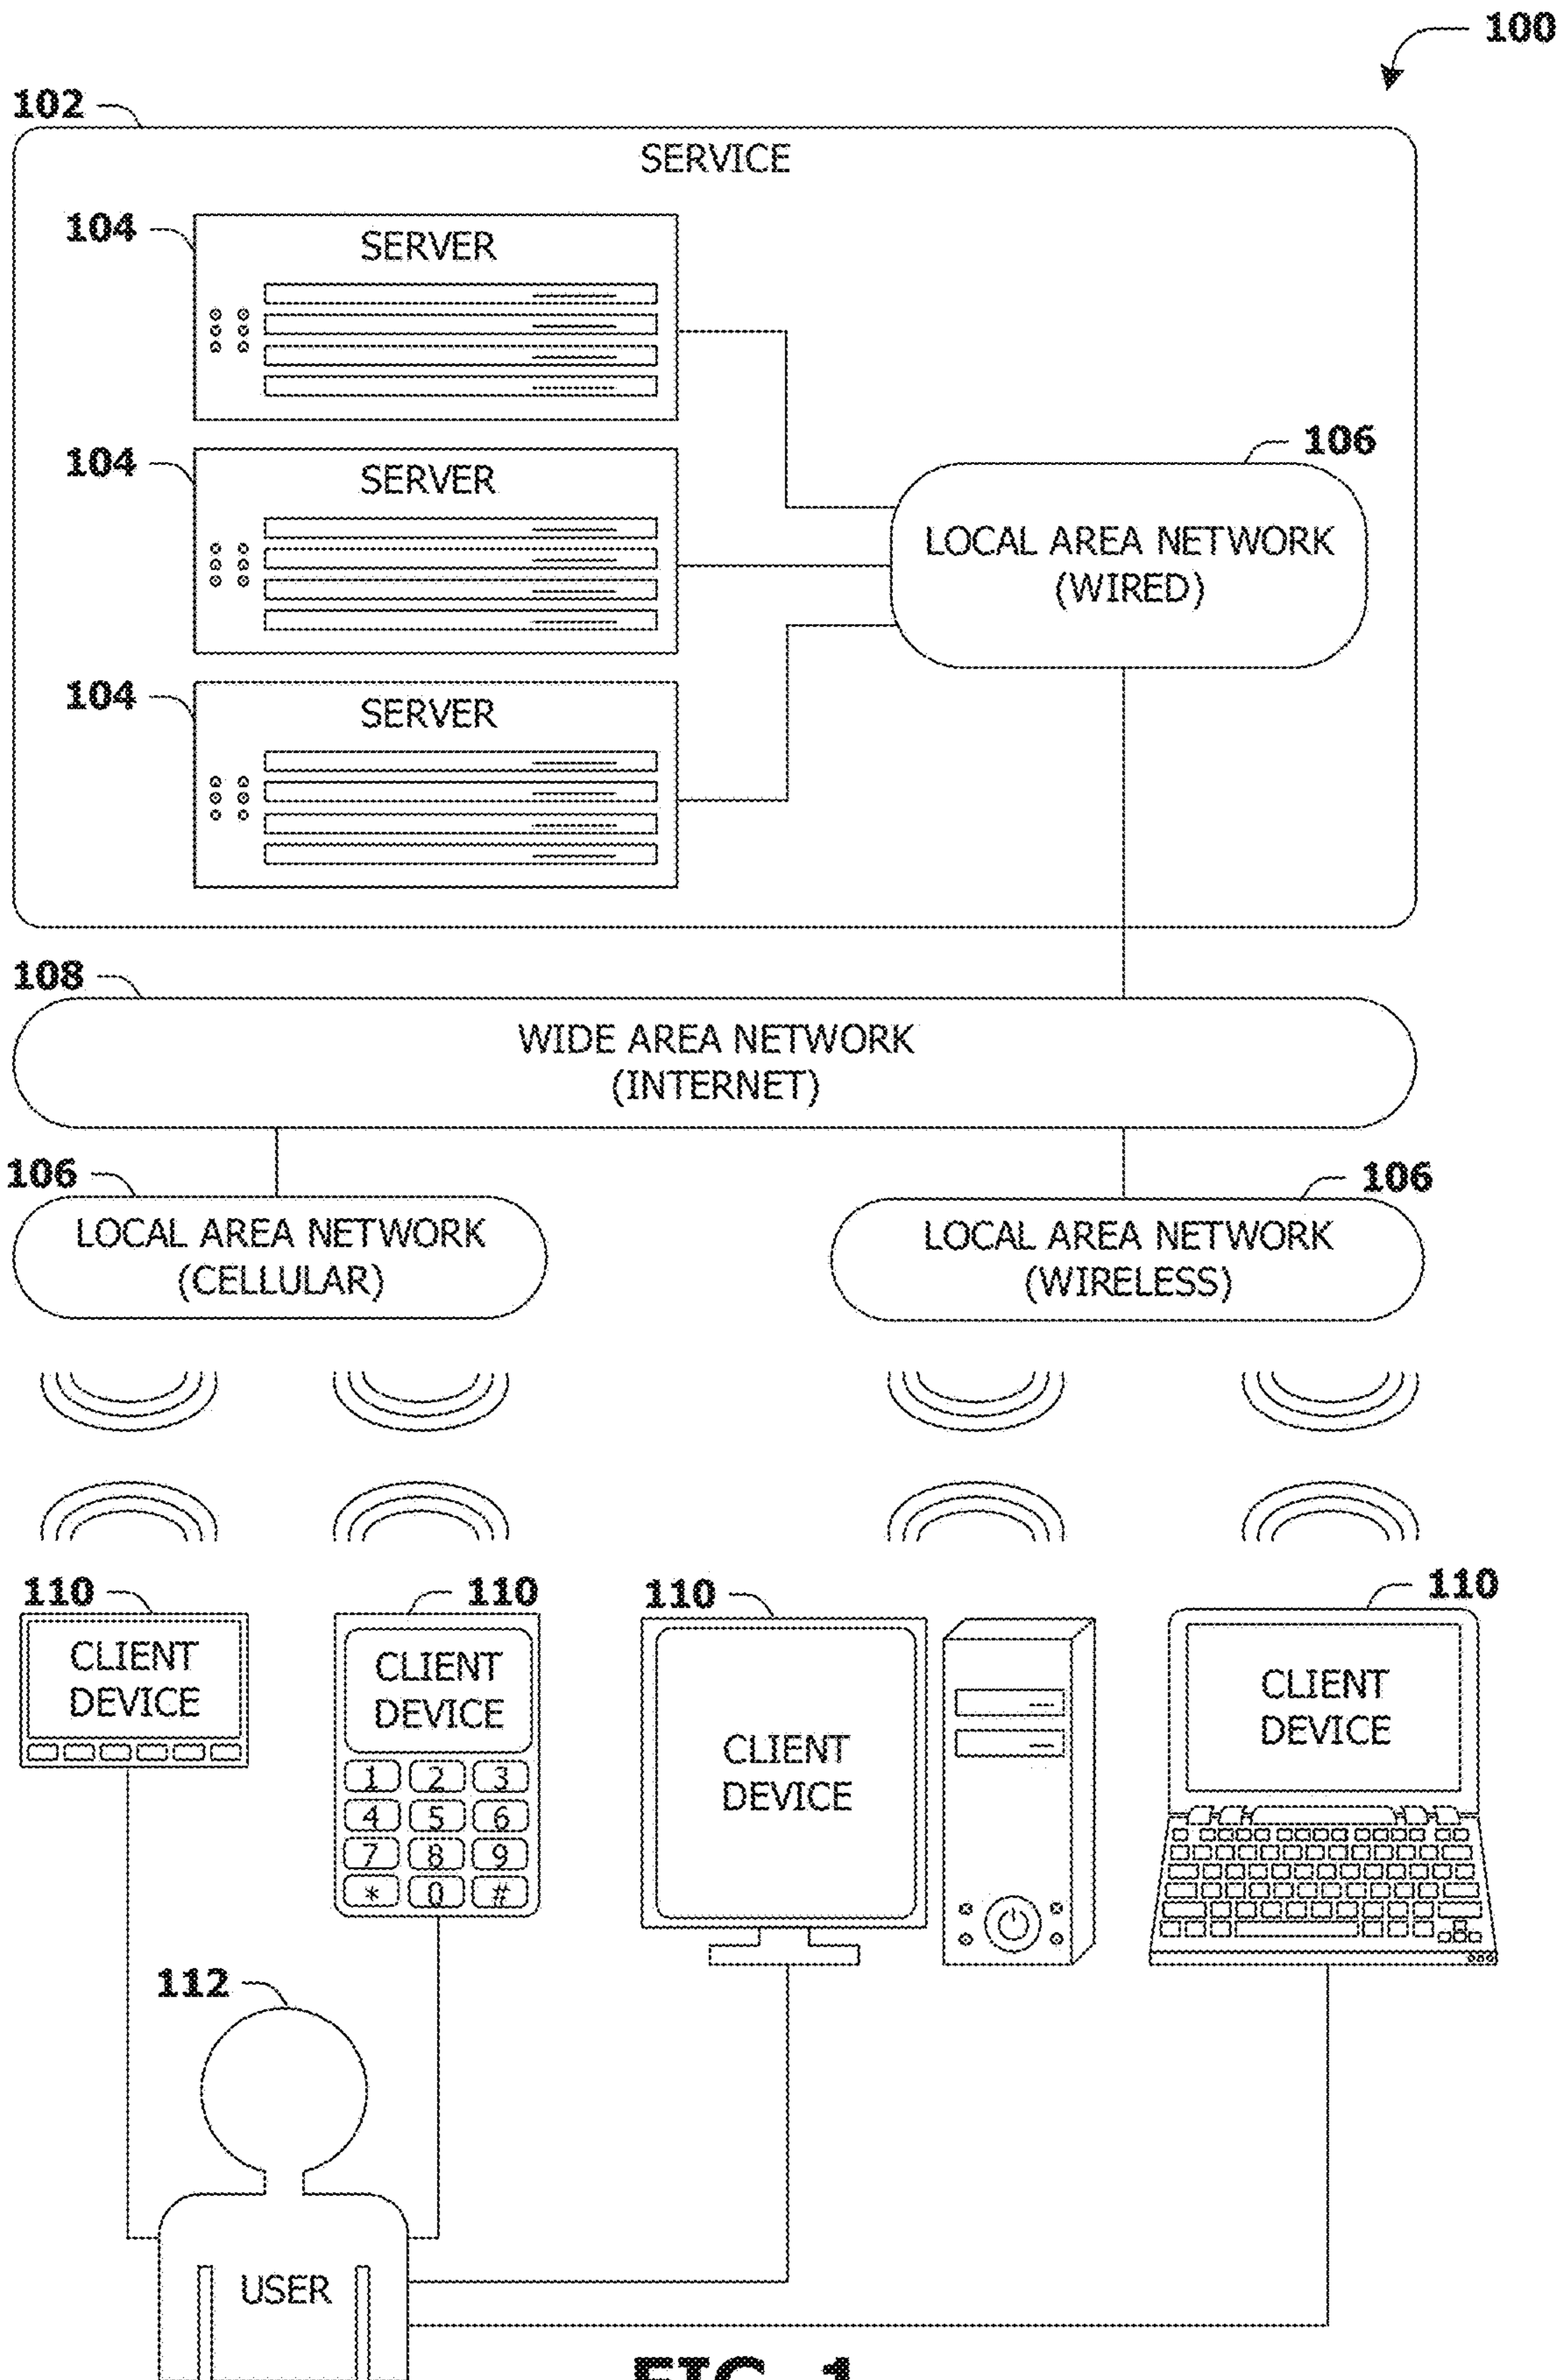 100
102
SERVICE
104
SERVER
104
SERVER
106
LOCAL AREA NETWORK
(WIRED)
104
SERVER
108
WIDE AREA NETWORK
(INTERNET)
106
LOCAL AREA NETWORK
(CELLULAR)
106
LOCAL AREA NETWORK
(WIRELESS)
110
CLIENT
DEVICE
110
CLIENT
DEVICE
1 2 3
4 5 6
7 8 9
* 0 #
110
CLIENT
DEVICE
110
CLIENT
DEVICE
112
USER
FIG. 1